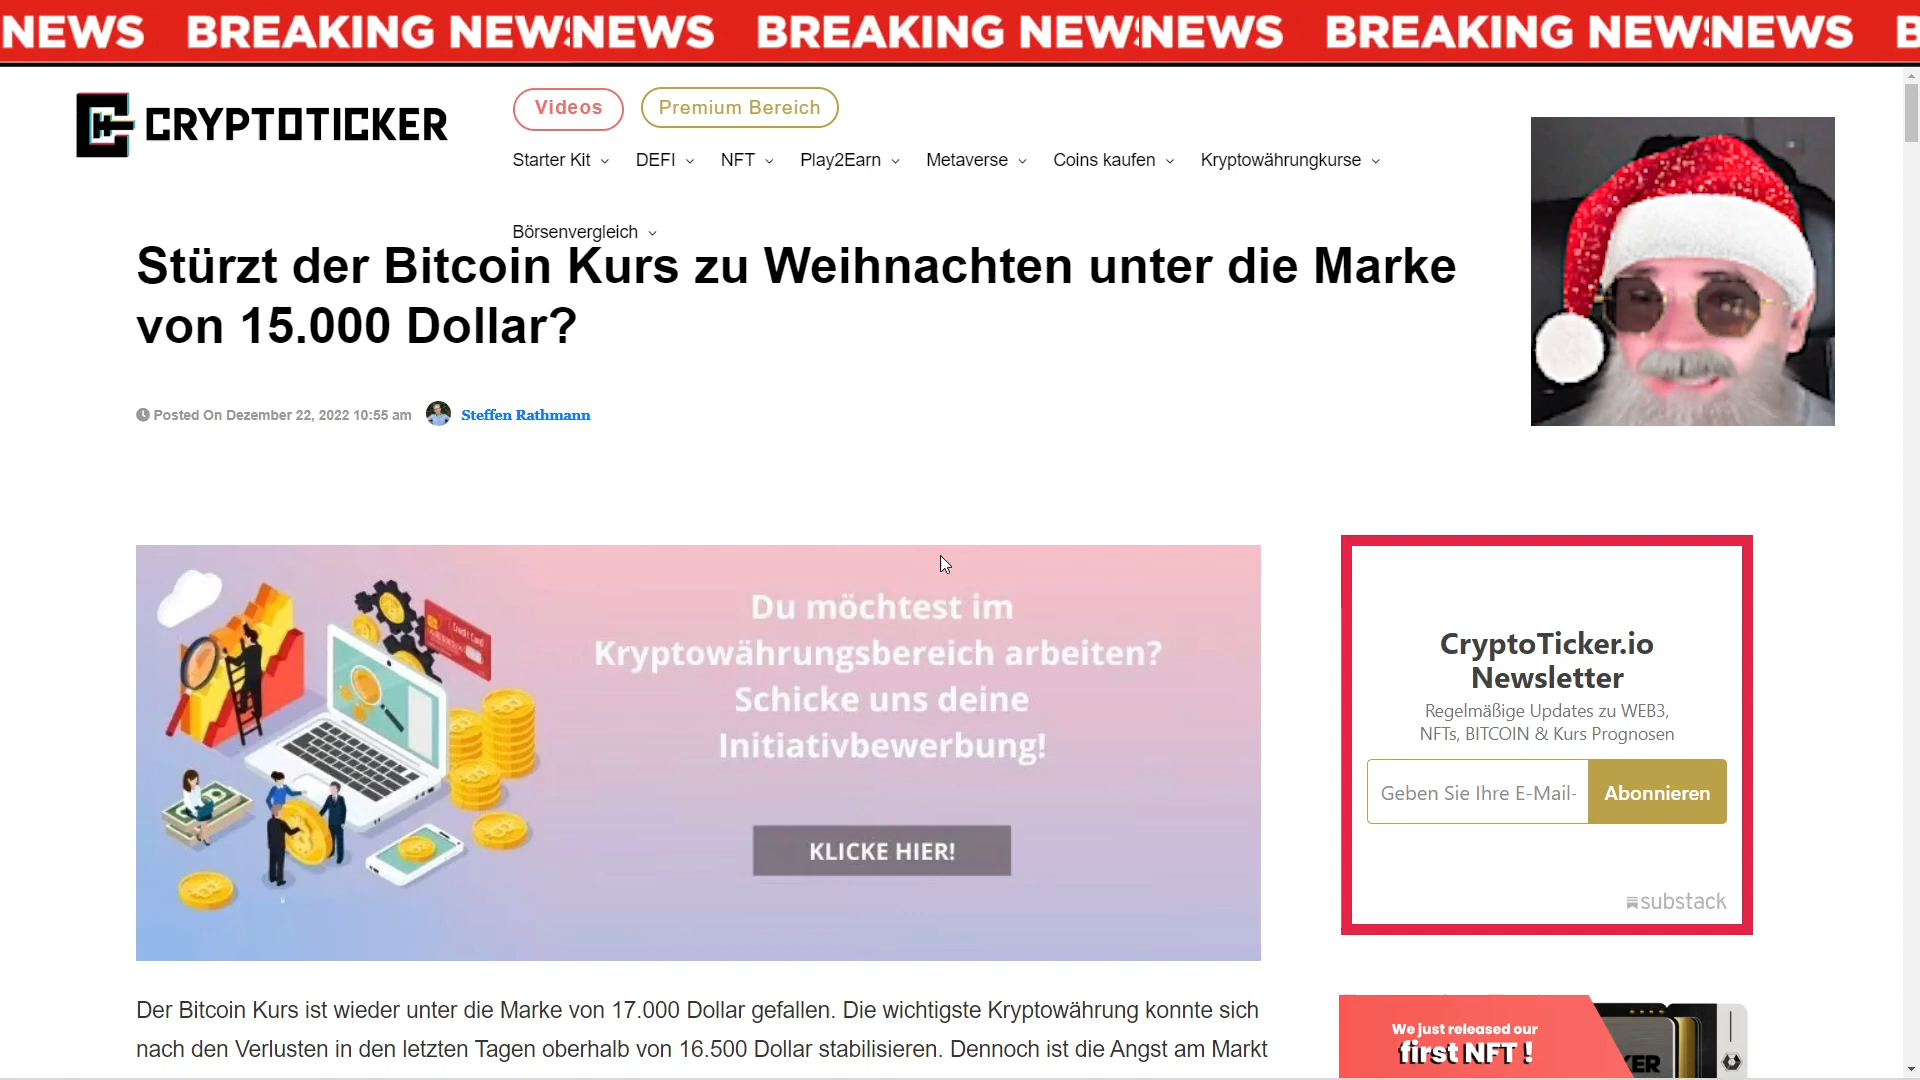 NEWS BREAKING NEWS NEWS BREAKING NEWS NEWS BREAKING NEWS NEWS
CRYPTOTICKER
Videos Premium Bereich
Starter Kit DEFI NFT Play2Earn Metaverse Coins kaufen Kryptowährungkurse
Börsenvergleich
Stürzt der Bitcoin Kurs zu Weihnachten unter die Marke
von 15.000 Dollar?
Posted On Dezember 22, 2022 10:55 am Steffen Rathmann
Du möchtest im
Kryptowährungsbereich arbeiten?
Schicke uns deine
Initiativbewerbung!
KLICKE HIER!
Credit Card
CryptoTicker.io
Newsletter
Regelmäßige Updates zu WEB3,
NFTs, BITCOIN & Kurs Prognosen
Geben Sie Ihre E-Mail- Abonnieren
substack
Der Bitcoin Kurs ist wieder unter die Marke von 17.000 Dollar gefallen. Die wichtigste Kryptowährung konnte sich
nach den Verlusten in den letzten Tagen oberhalb von 16.500 Dollar stabilisieren. Dennoch ist die Angst am Markt
We just released our
first NFT !